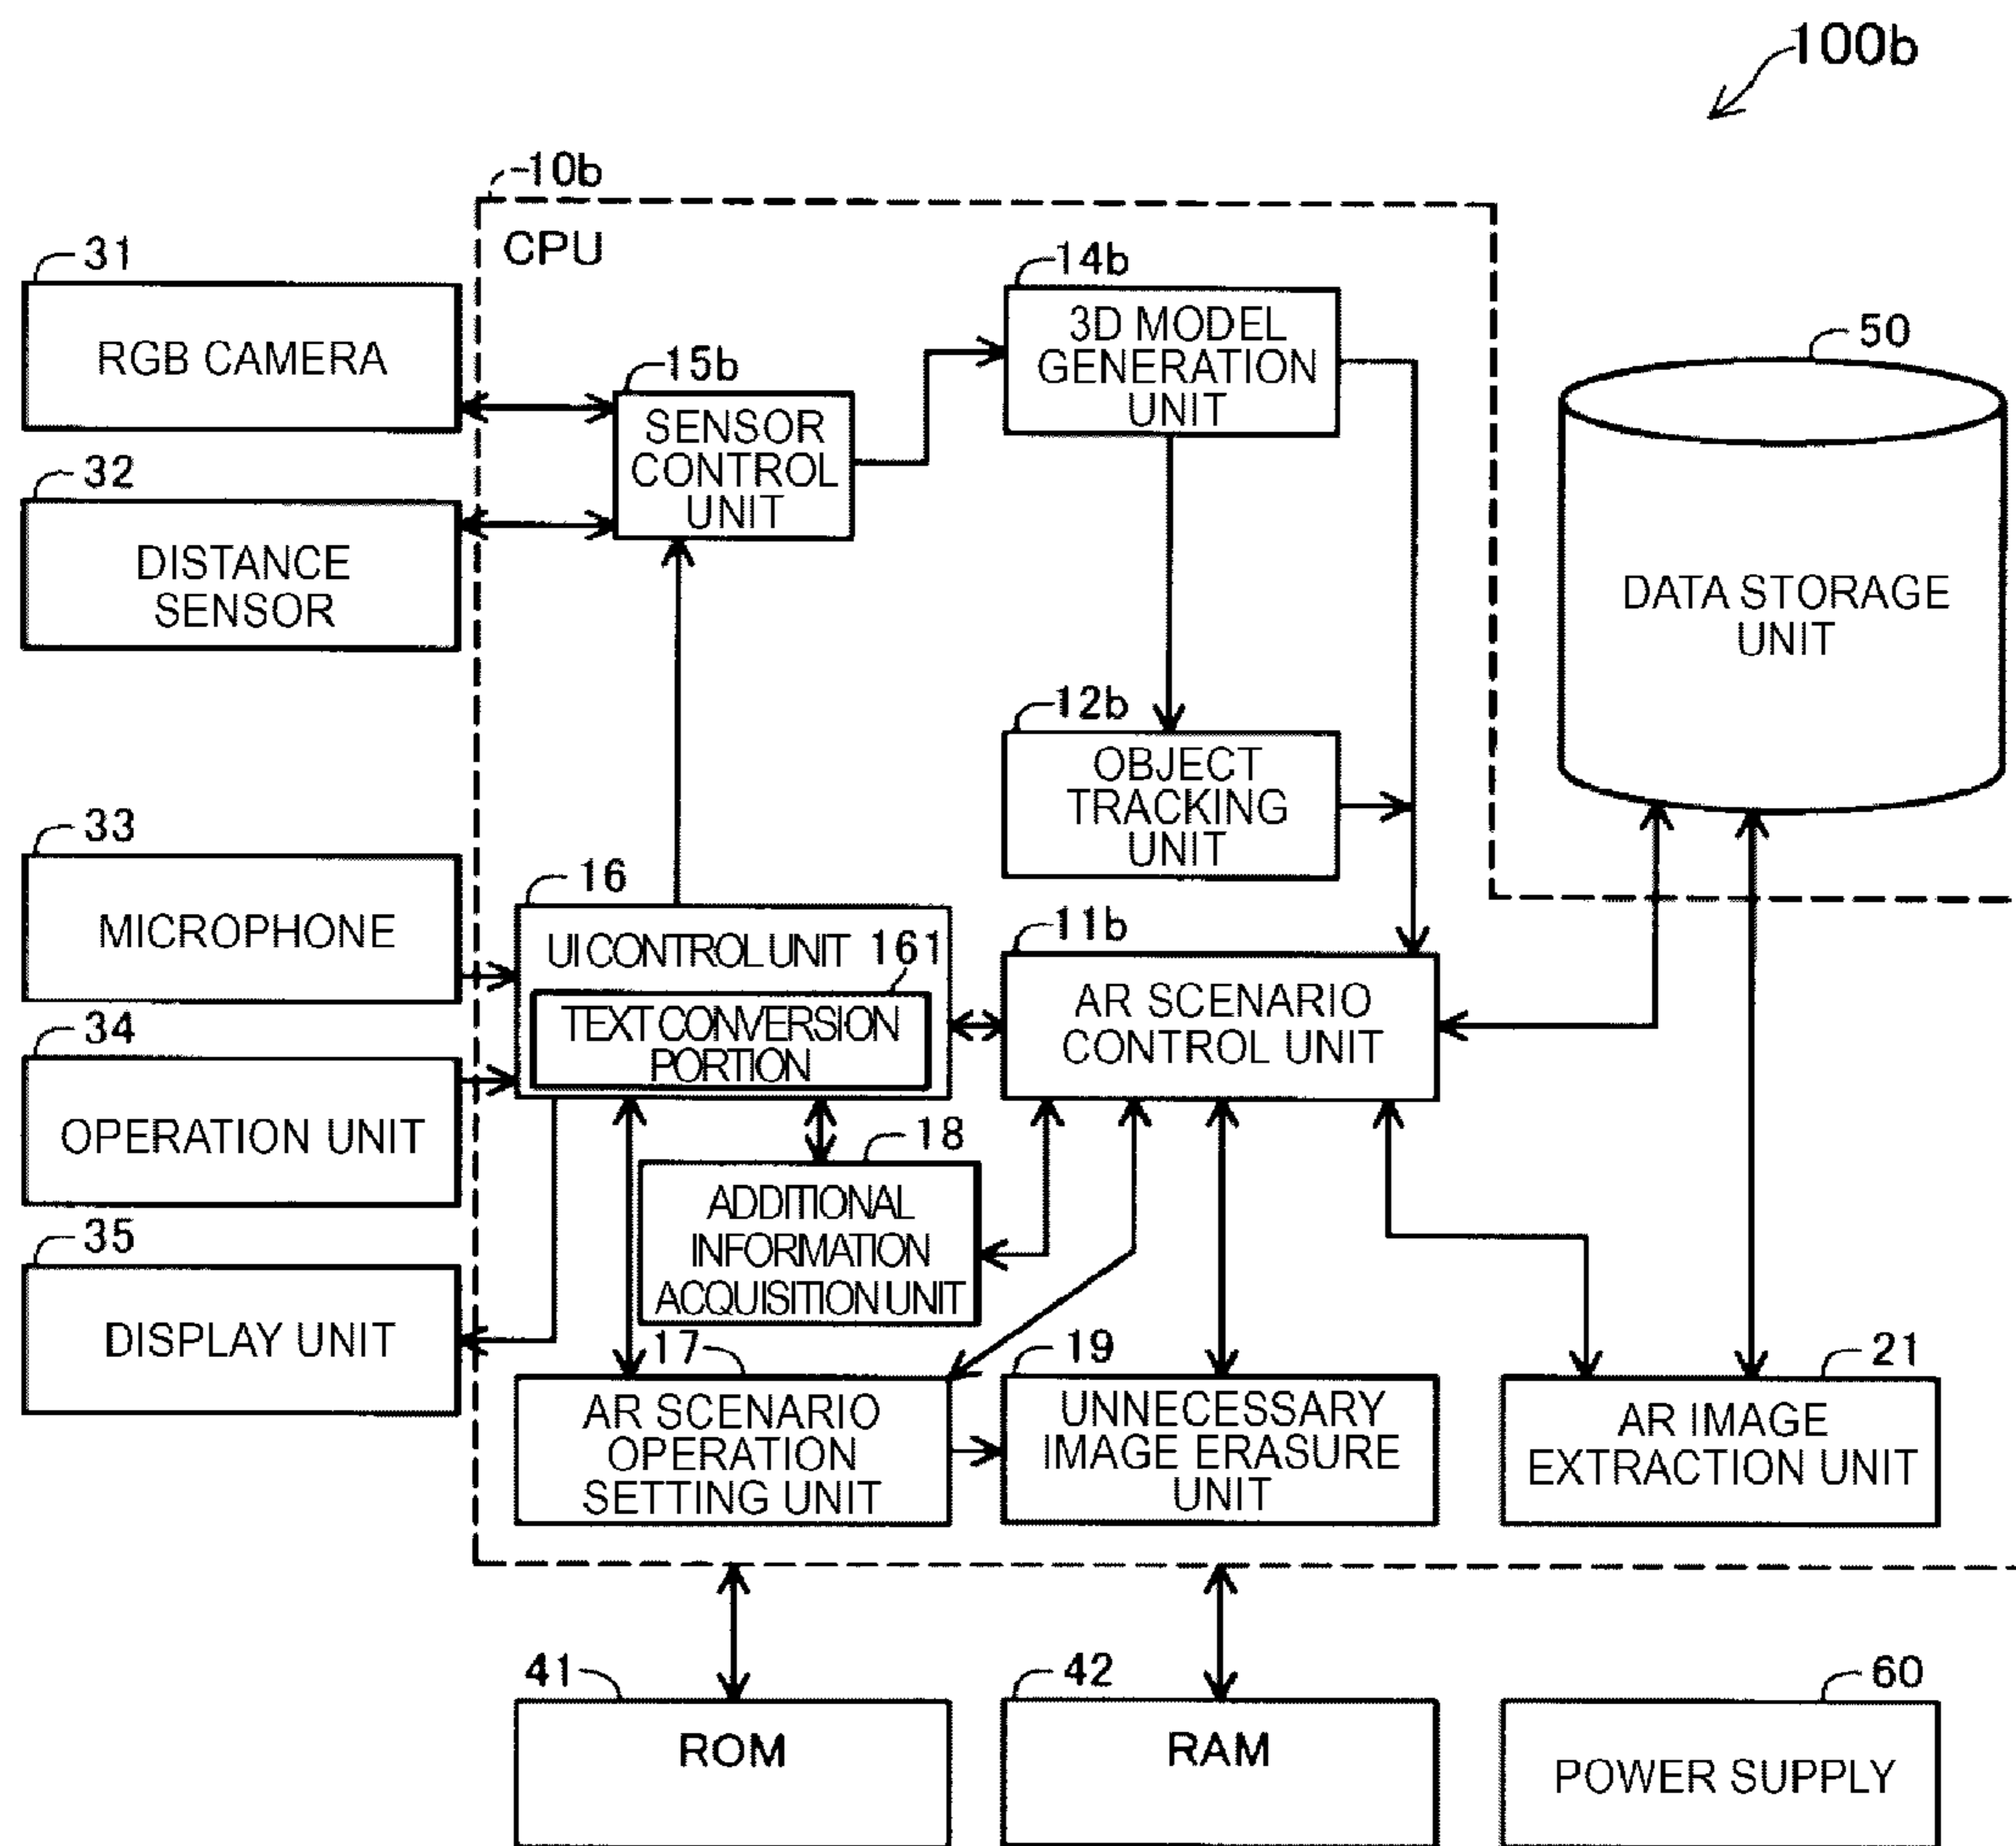 100b
10b
CPU
31
RGB CAMERA
14b
3D MODEL
GENERATION
UNIT
50
DATA STORAGE
UNIT
15b
SENSOR
CONTROL
UNIT
32
DISTANCE
SENSOR
12b
OBJECT
TRACKING
UNIT
33
MICROPHONE
16
UI CONTROL UNIT
161
TEXT CONVERSION
PORTION
11b
AR SCENARIO
CONTROL UNIT
34
OPERATION UNIT
18
ADDITIONAL
INFORMATION
ACQUISITION UNIT
35
DISPLAY UNIT
17
AR SCENARIO
OPERATION
SETTING UNIT
19
UNNECESSARY
IMAGE ERASURE
UNIT
21
AR IMAGE
EXTRACTION UNIT
41
ROM
42
RAM
60
POWER SUPPLY